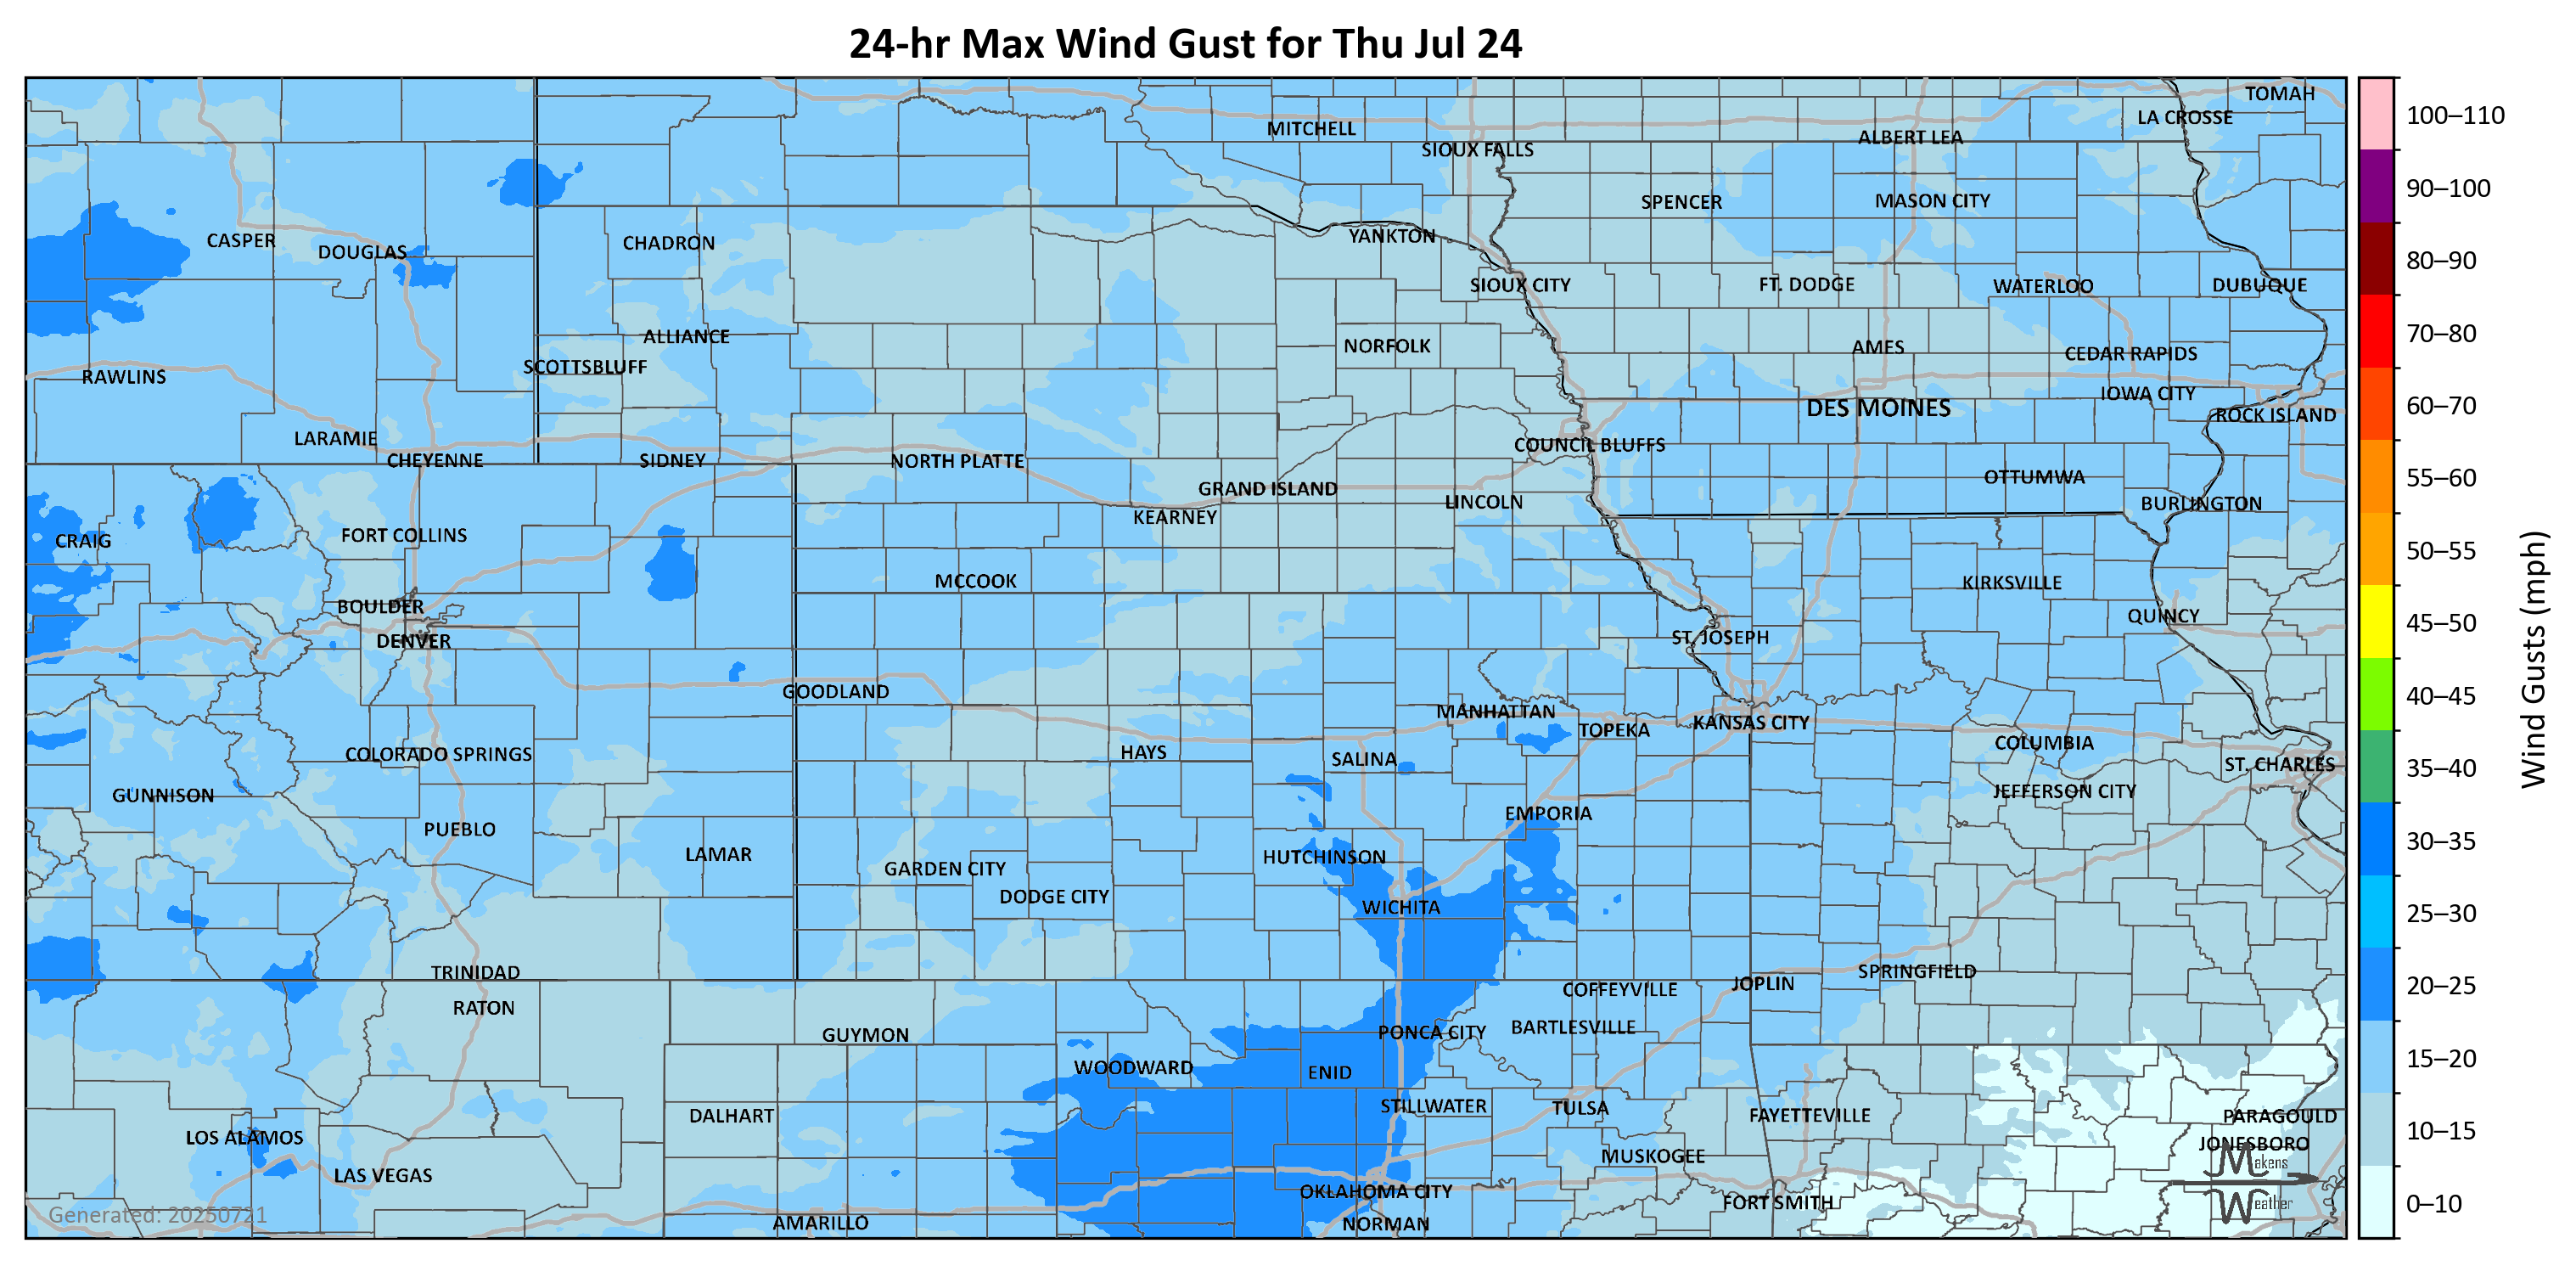 24-hr Max Wind Gust for Thu Jul 24
TOMAH
LA CROSSE
MITCHELL
ALBERT LEA
SIOUX FALLS
SPENCER
MASON CITY
YANKTON
CASPER
CHADRON
DOUGLAS
SIOUX CITY
FT. DODGE
WATERLOO
DUBUQUE
ALLIANCE
NORFOLK
AMES
CEDAR RAPIDS
SCOTTSBLUFF
RAWLINS
IOWA CITY
DES MOINES
ROCK ISLAND
LARAMIE
COUNCIL BLUFFS
CHEYENNE
SIDNEY
NORTH PLATTE
OTTUMWA
GRAND ISLAND
LINCOLN
BURLINGTON
KEARNEY
FORT COLLINS
CRAIG
MCCOOK
KIRKSVILLE
BOULDER
QUINCY
DENVER
ST. JOSEPH
GOODLAND
MANHATTAN
TOPEKA
KANSAS CITY
COLUMBIA
COLORADO SPRINGS
HAYS
SALINA
ST. CHARLES
GUNNISON
JEFFERSON CITY
EMPORIA
PUEBLO
LAMAR
HUTCHINSON
GARDEN CITY
DODGE CITY
WICHITA
TRINIDAD
SPRINGFIELD
JOPLIN
COFFEYVILLE
RATON
GUYMON
PONCA CITY
BARTLESVILLE
WOODWARD
ENID
STILLWATER
TULSA
DALHART
FAYETTEVILLE
PARAGOULD
LOS ALAMOS
JONESBORO
MUSKOGEE
LAS VEGAS
OKLAHOMA CITY
FORT SMITH
AMARILLO
NORMAN
Generated: 20250721
Makens
Weather
100–110
90–100
80–90
70–80
60–70
55–60
50–55
45–50
40–45
35–40
30–35
25–30
20–25
15–20
10–15
0–10
Wind Gusts (mph)